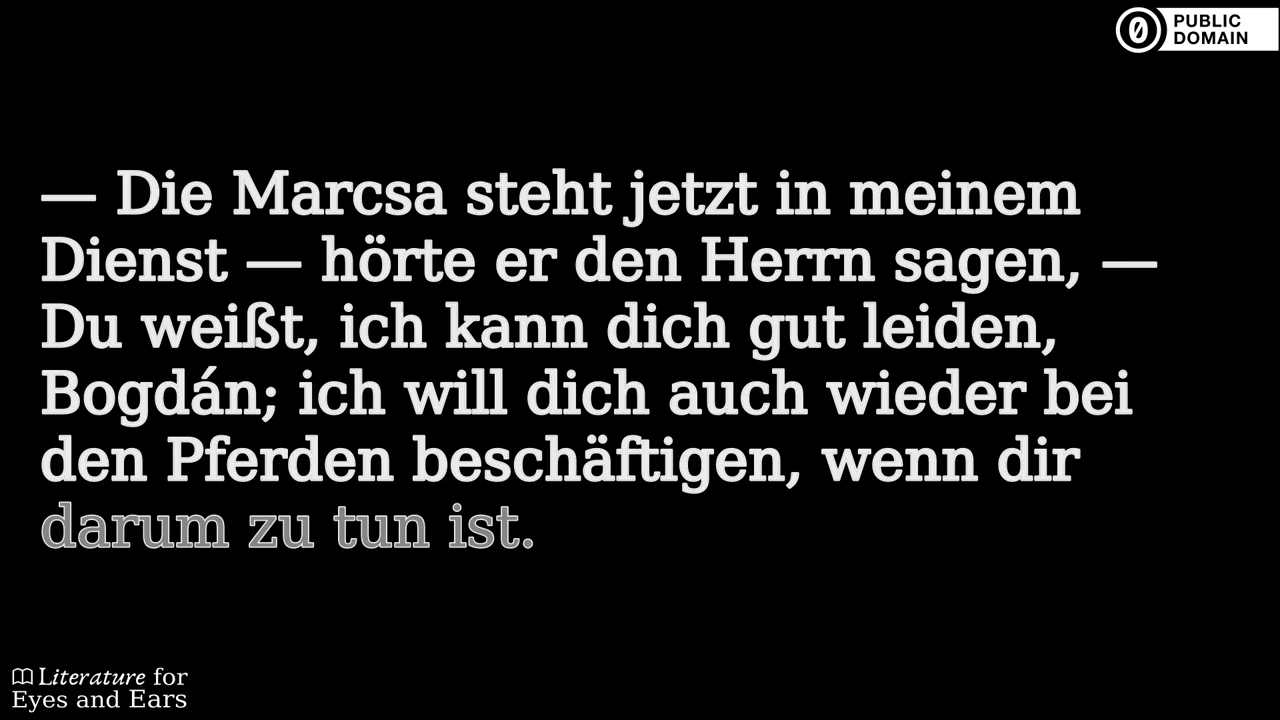 PUBLIC
DOMAIN
— Die Marcsa steht jetzt in meinem
Dienst — hörte er den Herrn sagen, —
Du weißt, ich kann dich gut leiden,
Bogdán; ich will dich auch wieder bei
den Pferden beschäftigen, wenn dir
darum zu tun ist.
Literature for
Eyes and Ears